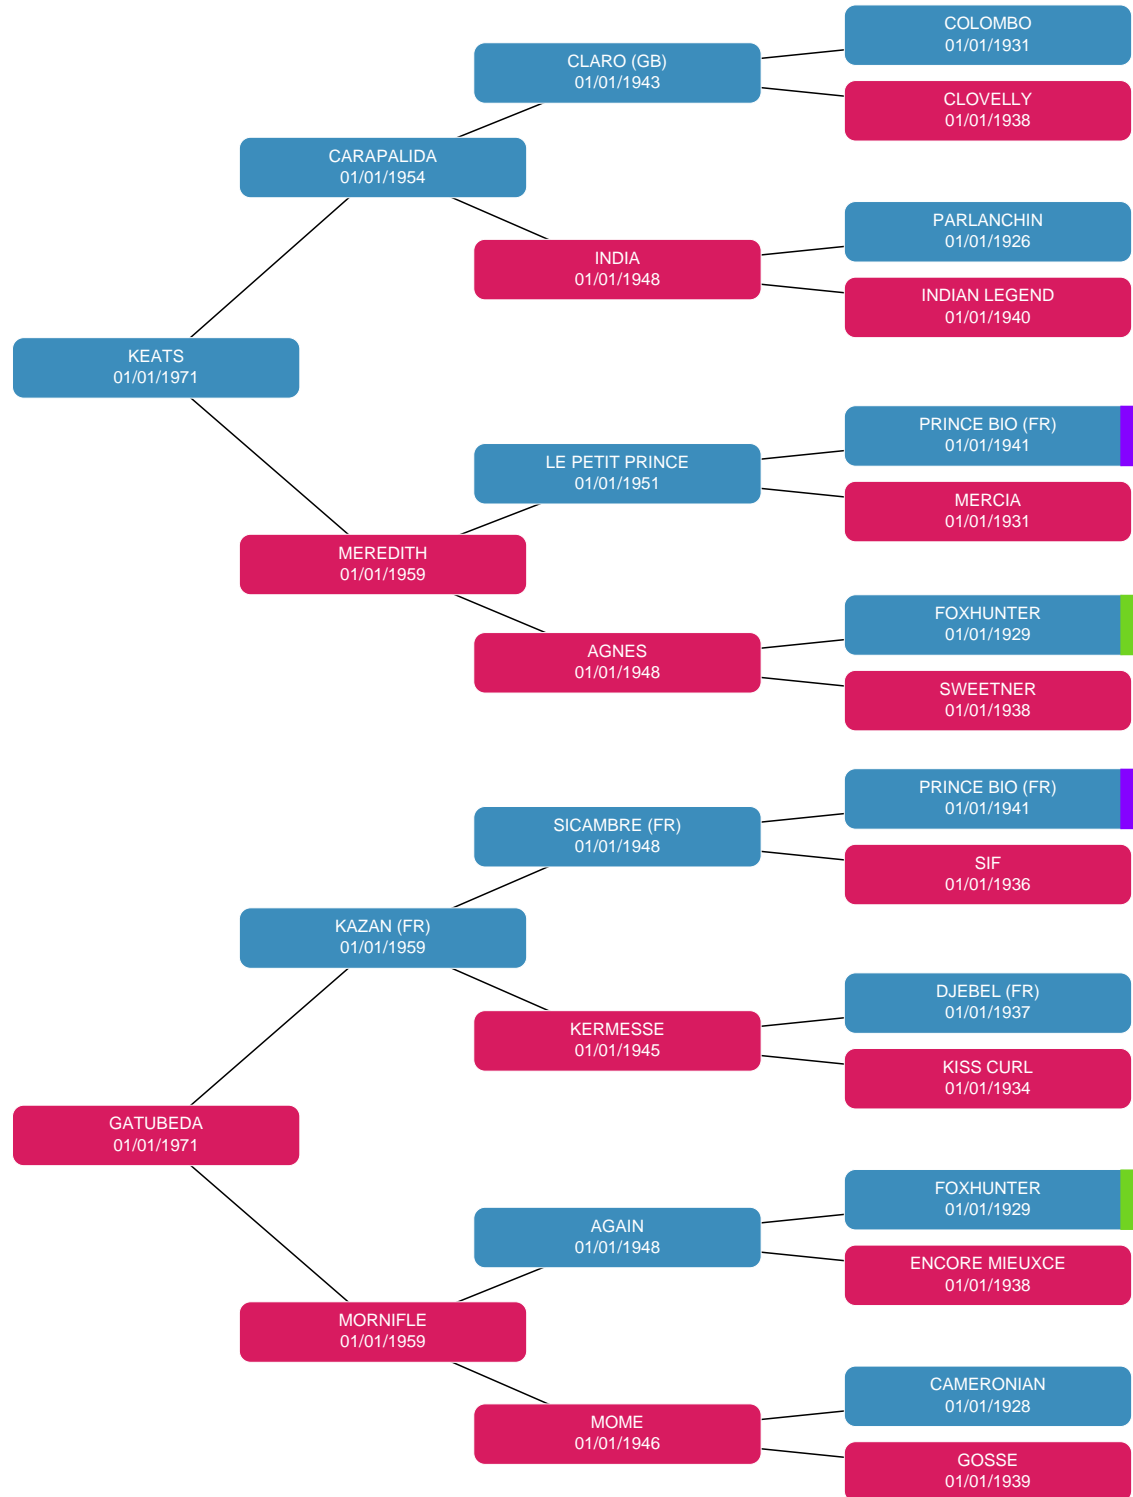 COLOMBO
01/01/1931
CLARO (GB)
01/01/1943
CLOVELLY
01/01/1938
CARAPALIDA
01/01/1954
PARLANCHIN
01/01/1926
INDIA
01/01/1948
INDIAN LEGEND
01/01/1940
KEATS
01/01/1971
PRINCE BIO (FR)
01/01/1941
LE PETIT PRINCE
01/01/1951
MERCIA
01/01/1931
MEREDITH
01/01/1959
FOXHUNTER
01/01/1929
AGNES
01/01/1948
SWEETNER
01/01/1938
PRINCE BIO (FR)
01/01/1941
SICAMBRE (FR)
01/01/1948
SIF
01/01/1936
KAZAN (FR)
01/01/1959
DJEBEL (FR)
01/01/1937
KERMESSE
01/01/1945
KISS CURL
01/01/1934
GATUBEDA
01/01/1971
FOXHUNTER
01/01/1929
AGAIN
01/01/1948
ENCORE MIEUXCE
01/01/1938
MORNIFLE
01/01/1959
CAMERONIAN
01/01/1928
MOME
01/01/1946
GOSSE
01/01/1939